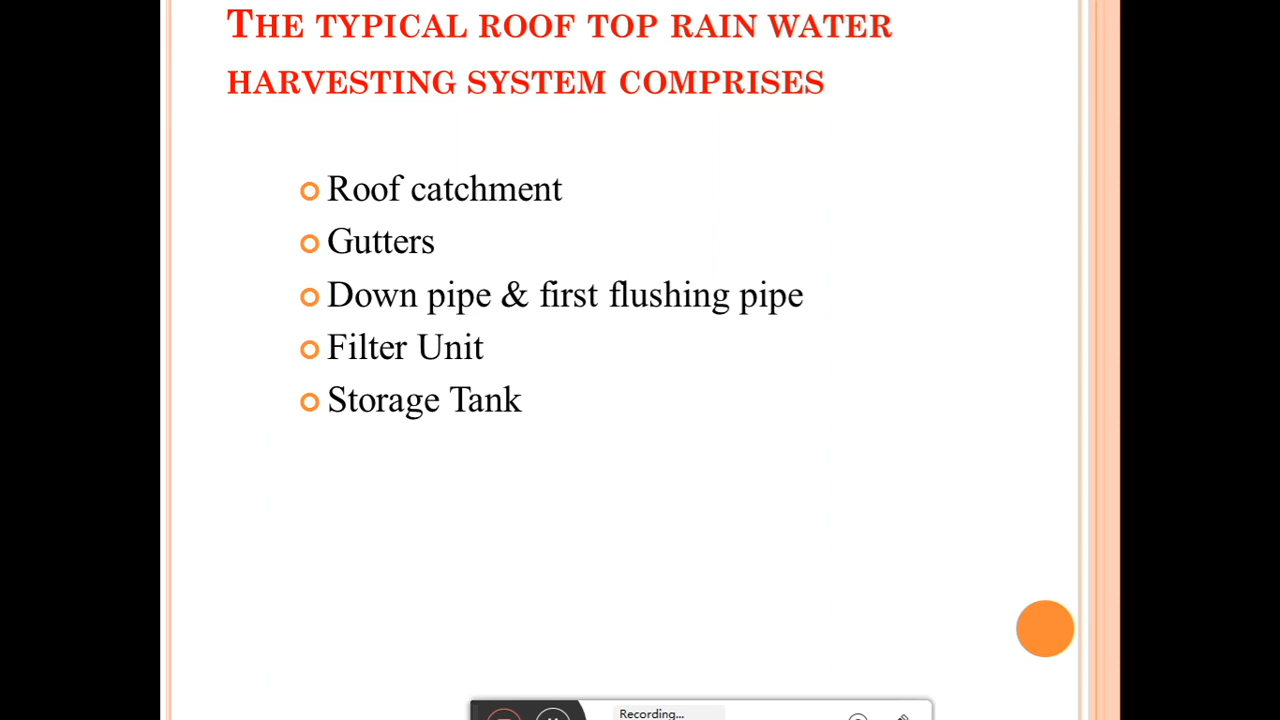 THE TYPICAL ROOF TOP RAIN WATER
HARVESTING SYSTEM COMPRISES
Roof catchment
Gutters
Down pipe & first flushing pipe
Filter Unit
Storage Tank
Recording...